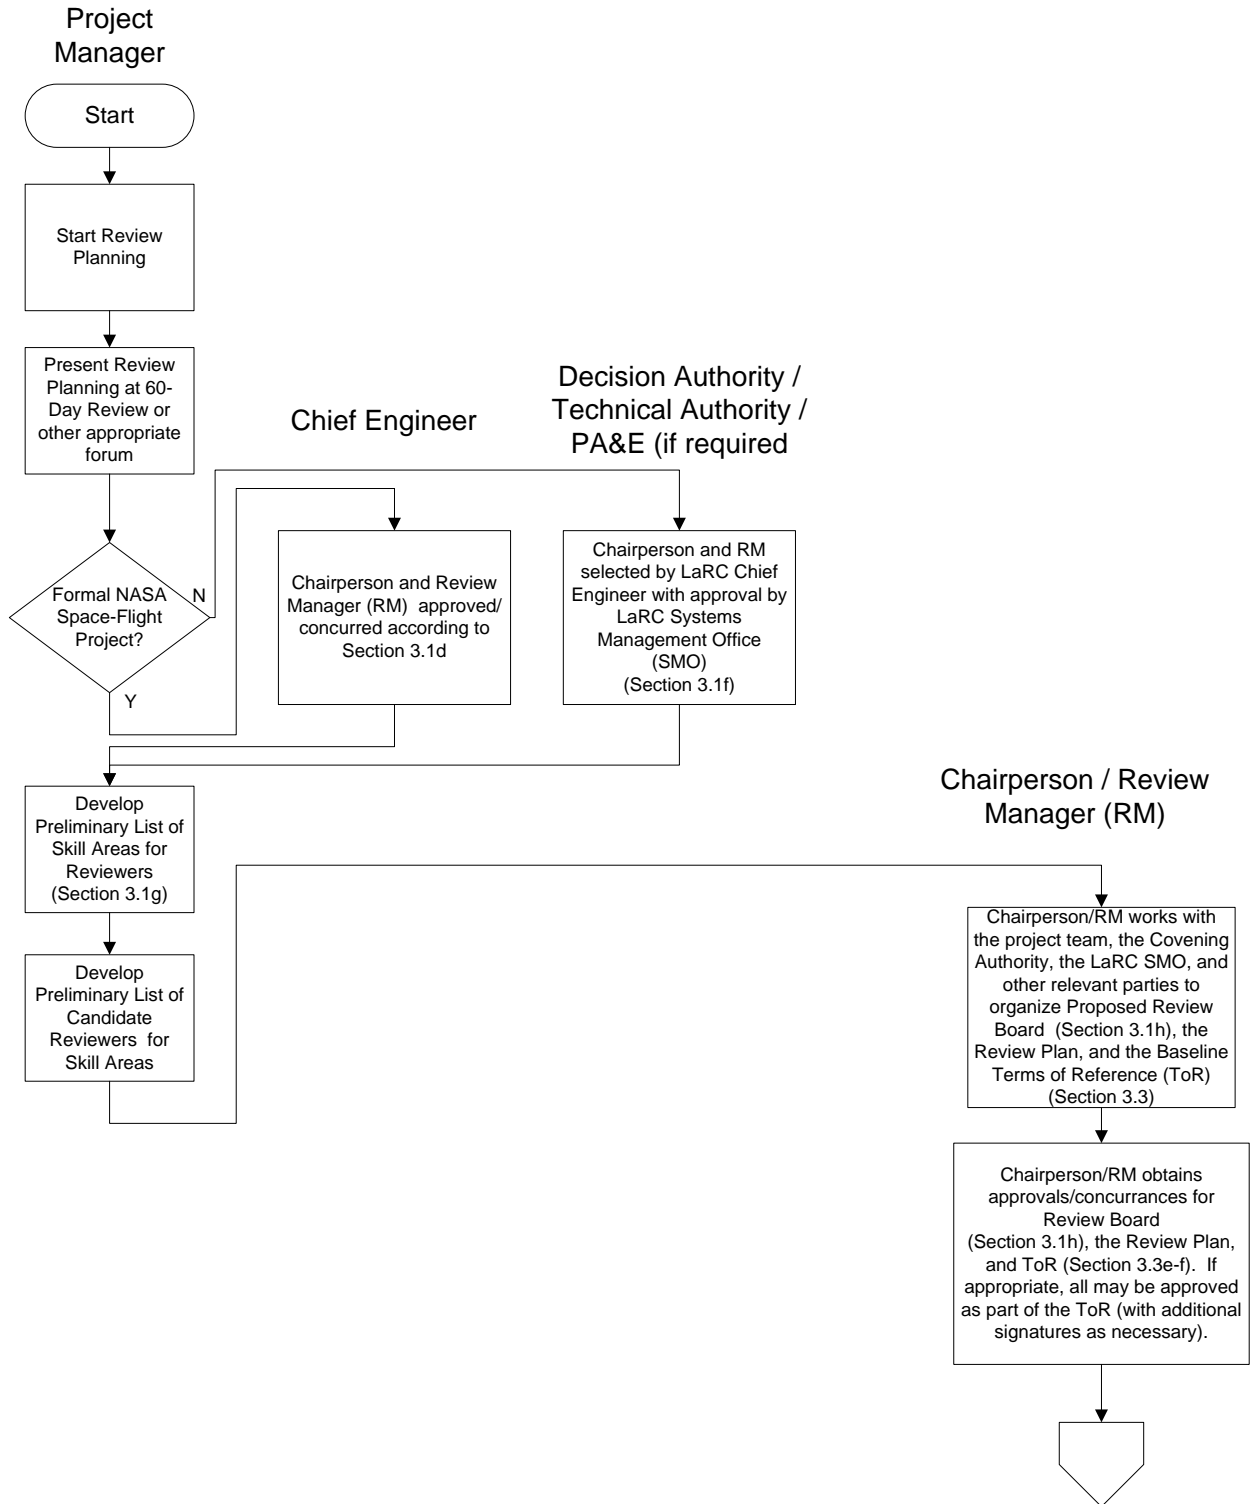 Project
Manager
Start
Start Review
Planning
Present Review
Planning at 60-
Day Review or
other appropriate
forum
Chief Engineer
Decision Authority /
Technical Authority /
PA&E (if required
Formal NASA
Space-Flight
Project?
N
Y
Chairperson and Review
Manager (RM) approved/
concurred according to
Section 3.1d
Chairperson and RM
selected by LaRC Chief
Engineer with approval by
LaRC Systems
Management Office
(SMO)
(Section 3.1f)
Develop
Preliminary List of
Skill Areas for
Reviewers
(Section 3.1g)
Develop
Preliminary List of
Candidate
Reviewers for
Skill Areas
Chairperson / Review
Manager (RM)
Chairperson/RM works with
the project team, the Covening
Authority, the LaRC SMO, and
other relevant parties to
organize Proposed Review
Board (Section 3.1h), the
Review Plan, and the Baseline
Terms of Reference (ToR)
(Section 3.3)
Chairperson/RM obtains
approvals/concurrances for
Review Board
(Section 3.1h), the Review Plan,
and ToR (Section 3.3e-f). If
appropriate, all may be approved
as part of the ToR (with additional
signatures as necessary).